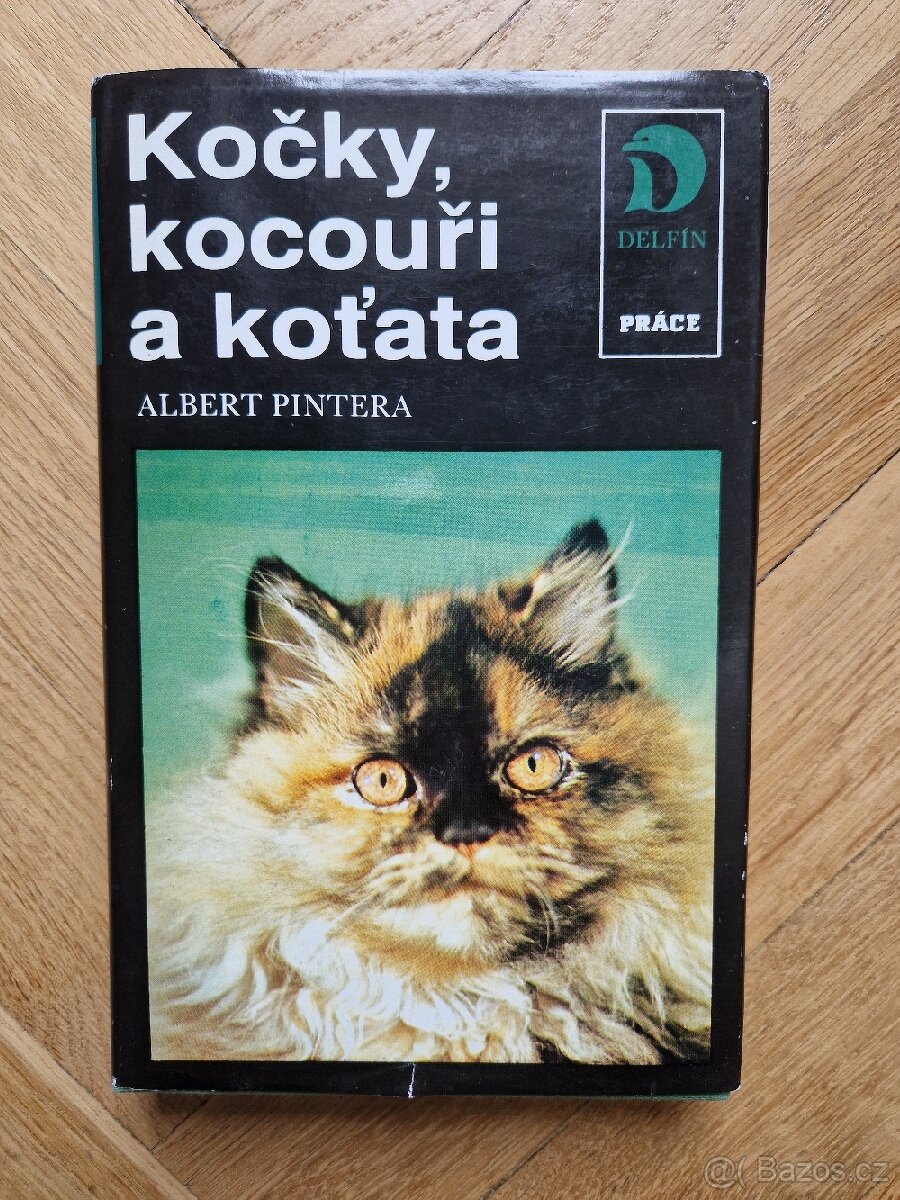 Kočky,
kocouři
a koťata
ALBERT PINTERA
DELFÍN
PRÁCE
@( Bazos.cz